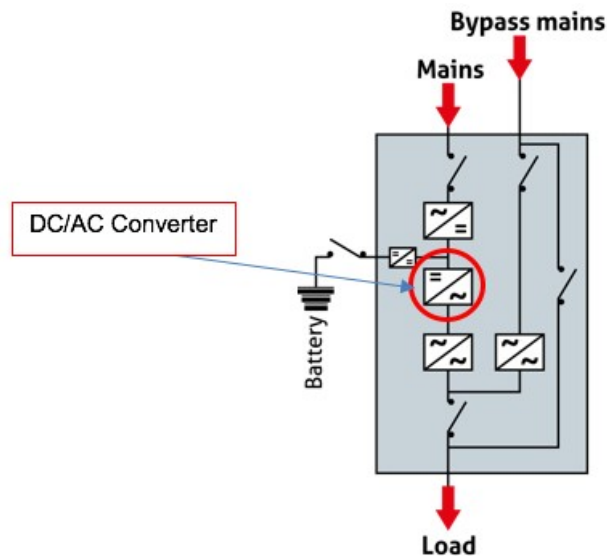 Bypass mains
Mains
DC/AC Converter
Battery
Load